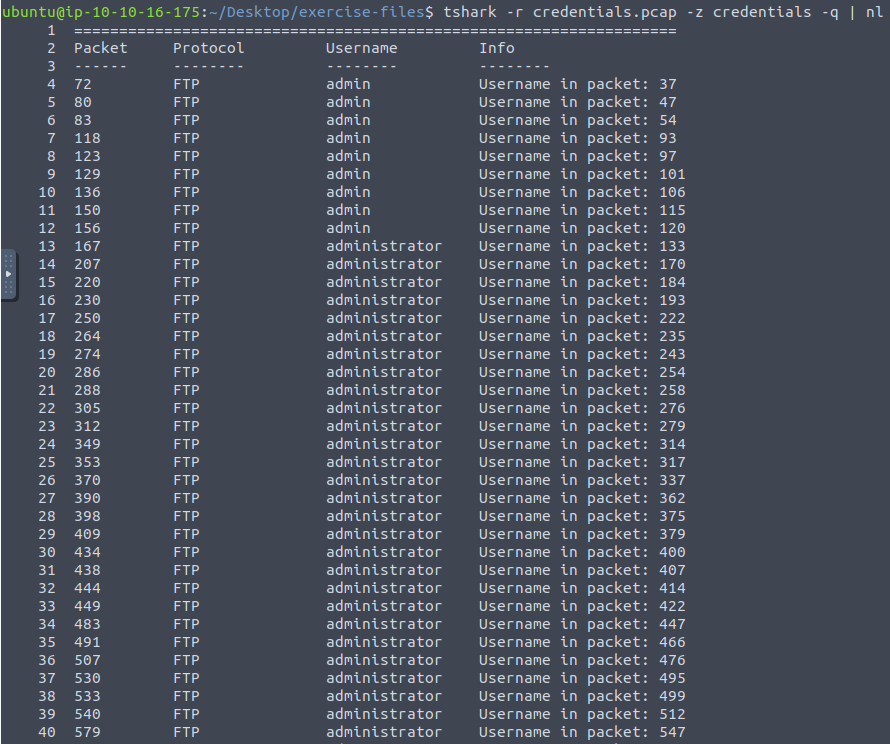 ubuntu@ip-10-10-16-175:~/Desktop/exercise-files$ tshark -r credentials.pcap -z credentials -q | nl
1 ===================================================================
2 Packet Protocol Username Info
3 ------ -------- -------- --------
4 72 FTP admin Username in packet: 37
5 80 FTP admin Username in packet: 47
6 83 FTP admin Username in packet: 54
7 118 FTP admin Username in packet: 93
8 123 FTP admin Username in packet: 97
9 129 FTP admin Username in packet: 101
10 136 FTP admin Username in packet: 106
11 150 FTP admin Username in packet: 115
12 156 FTP admin Username in packet: 120
13 167 FTP administrator Username in packet: 133
14 207 FTP administrator Username in packet: 170
15 220 FTP administrator Username in packet: 184
16 230 FTP administrator Username in packet: 193
17 250 FTP administrator Username in packet: 222
18 264 FTP administrator Username in packet: 235
19 274 FTP administrator Username in packet: 243
20 286 FTP administrator Username in packet: 254
21 288 FTP administrator Username in packet: 258
22 305 FTP administrator Username in packet: 276
23 312 FTP administrator Username in packet: 279
24 349 FTP administrator Username in packet: 314
25 353 FTP administrator Username in packet: 317
26 370 FTP administrator Username in packet: 337
27 390 FTP administrator Username in packet: 362
28 398 FTP administrator Username in packet: 375
29 409 FTP administrator Username in packet: 379
30 434 FTP administrator Username in packet: 400
31 438 FTP administrator Username in packet: 407
32 444 FTP administrator Username in packet: 414
33 449 FTP administrator Username in packet: 422
34 483 FTP administrator Username in packet: 447
35 491 FTP administrator Username in packet: 466
36 507 FTP administrator Username in packet: 476
37 530 FTP administrator Username in packet: 495
38 533 FTP administrator Username in packet: 499
39 540 FTP administrator Username in packet: 512
40 579 FTP administrator Username in packet: 547